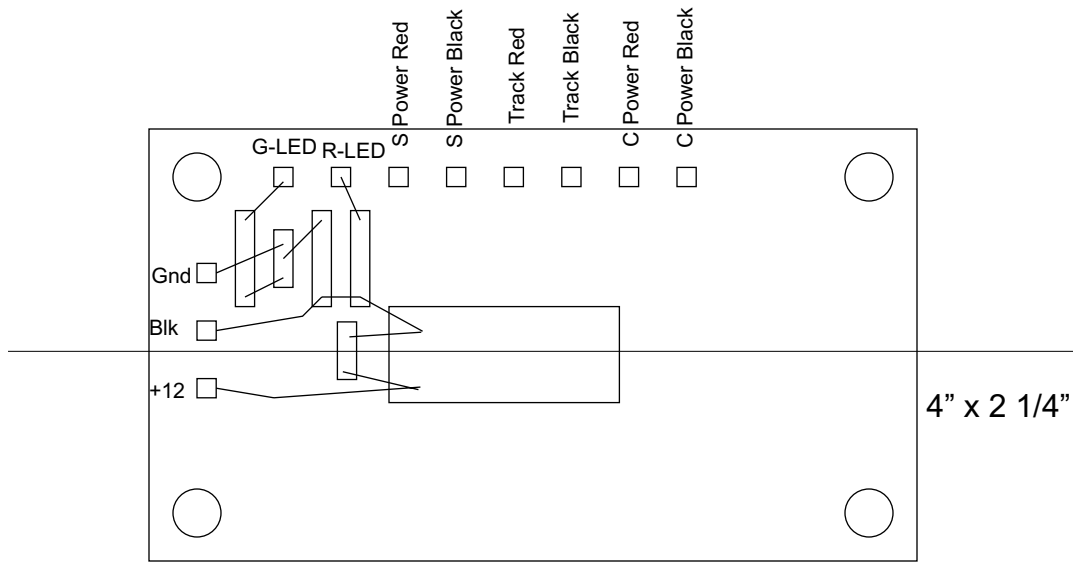 S Power Red
S Power Black
Track Red
Track Black
C Power Red
C Power Black
G-LED
R-LED
Gnd
Blk
+12
4” x 2 1/4”